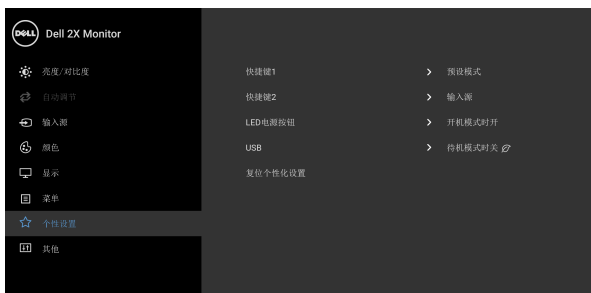 DELL Dell 2X Monitor
亮度/对比度
自动调节
输入源
颜色
显示
菜单
个性设置
其他
快捷键1 预设模式
快捷键2 输入源
LED电源按钮 开机模式时开
USB 待机模式时关
复位个性化设置